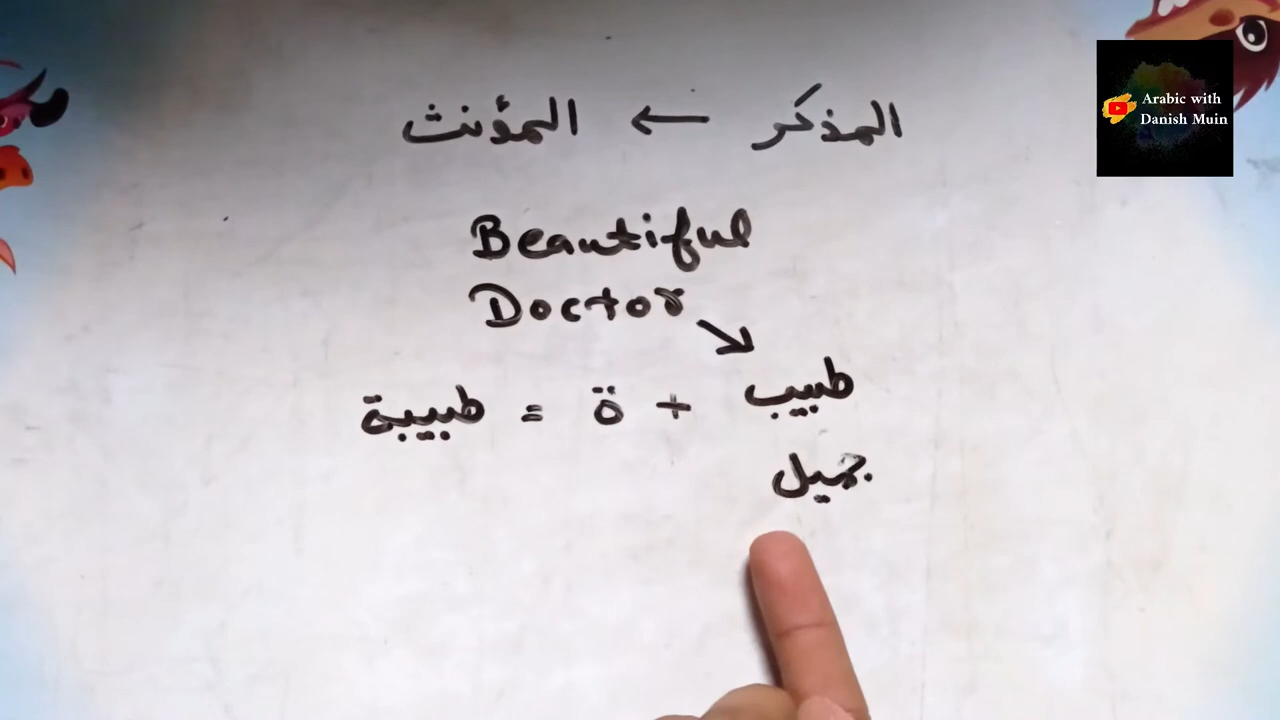 المذكر ← المؤنث
Beautiful
Doctor
طبيب + ة = طبيبة
جميل
Arabic with
Danish Muin